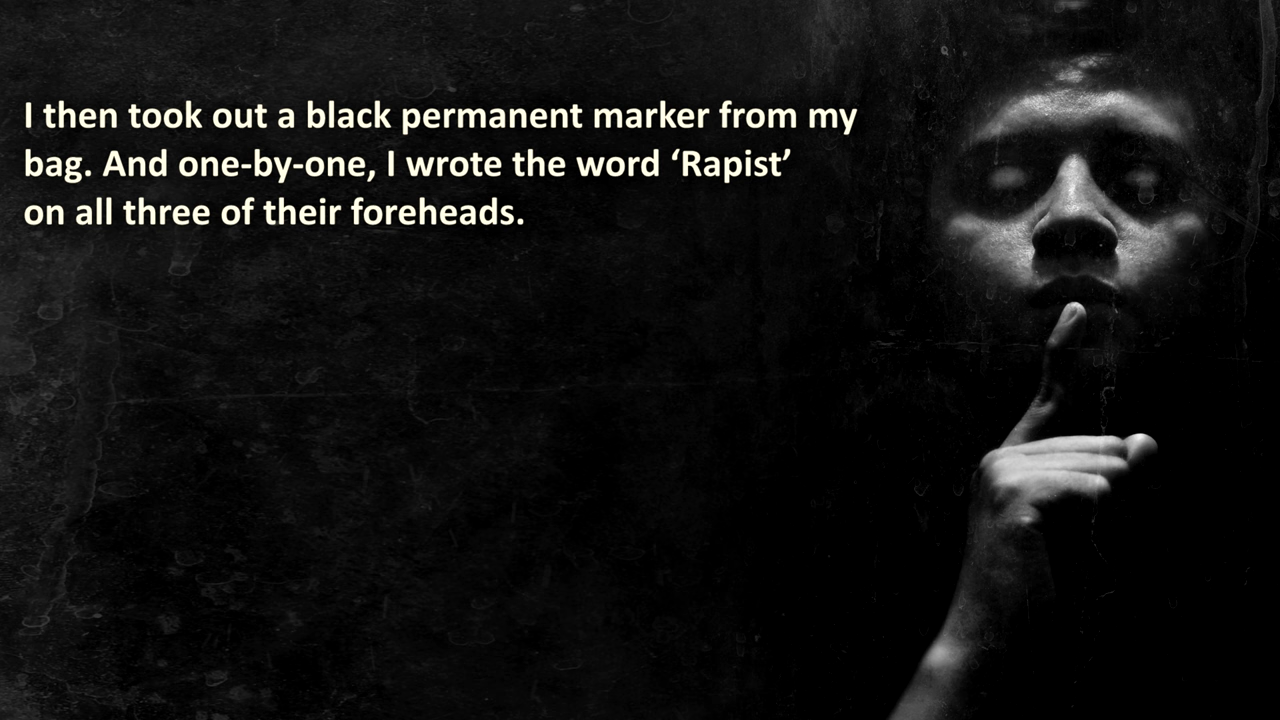 I then took out a black permanent marker from my
bag. And one-by-one, I wrote the word ‘Rapist’
on all three of their foreheads.